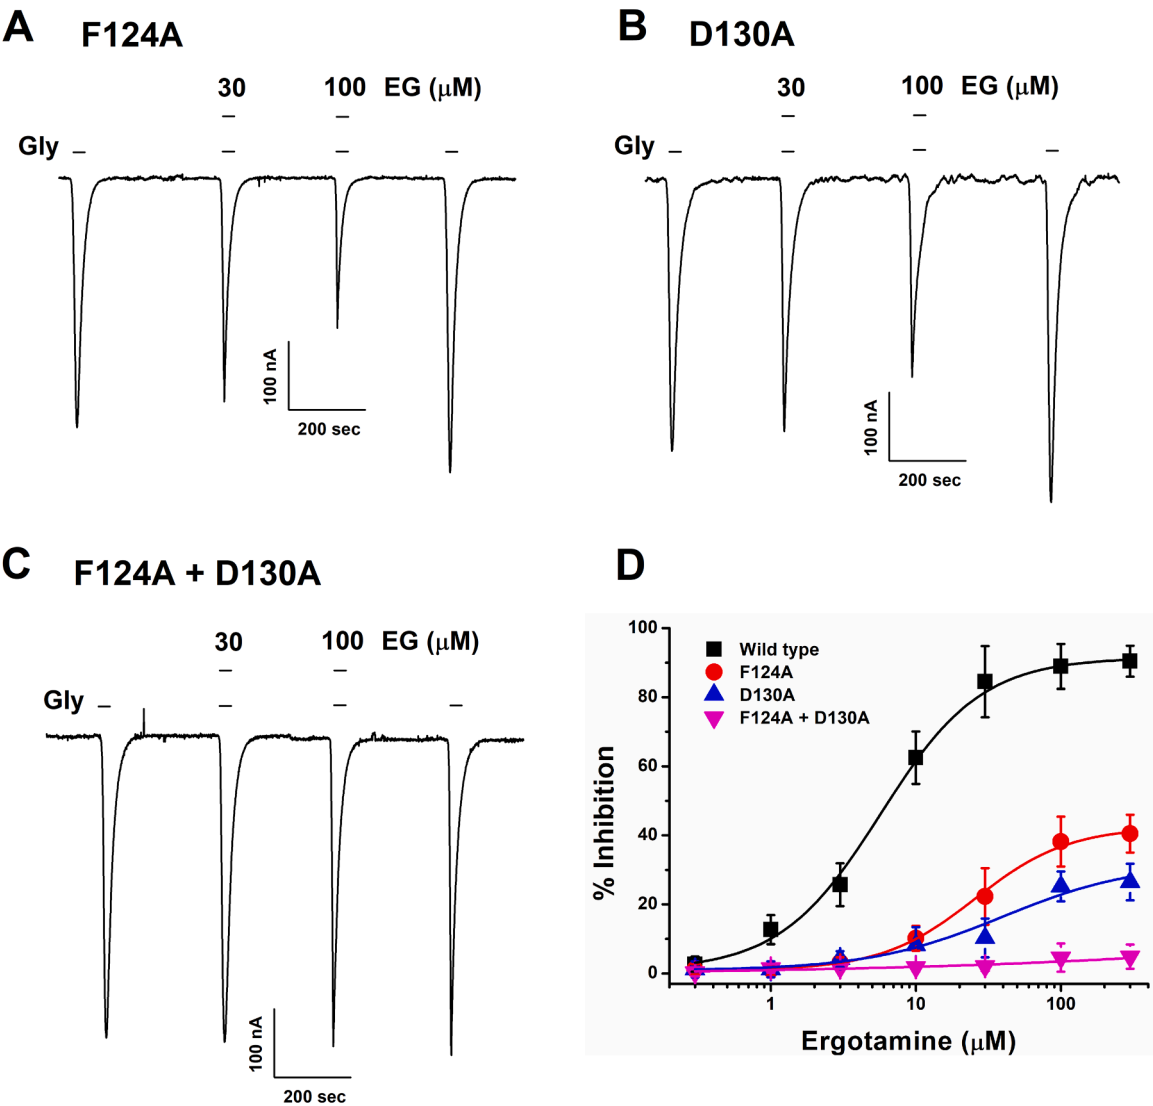 A F124A
30 100 EG (μM)
Gly
100 nA
200 sec
B D130A
30 100 EG (μM)
Gly
100 nA
200 sec
C F124A + D130A
30 100 EG (μM)
Gly
100 nA
200 sec
D
Wild type
F124A
D130A
F124A + D130A
100
80
60
40
20
0
% Inhibition
1 10 100
Ergotamine (μM)